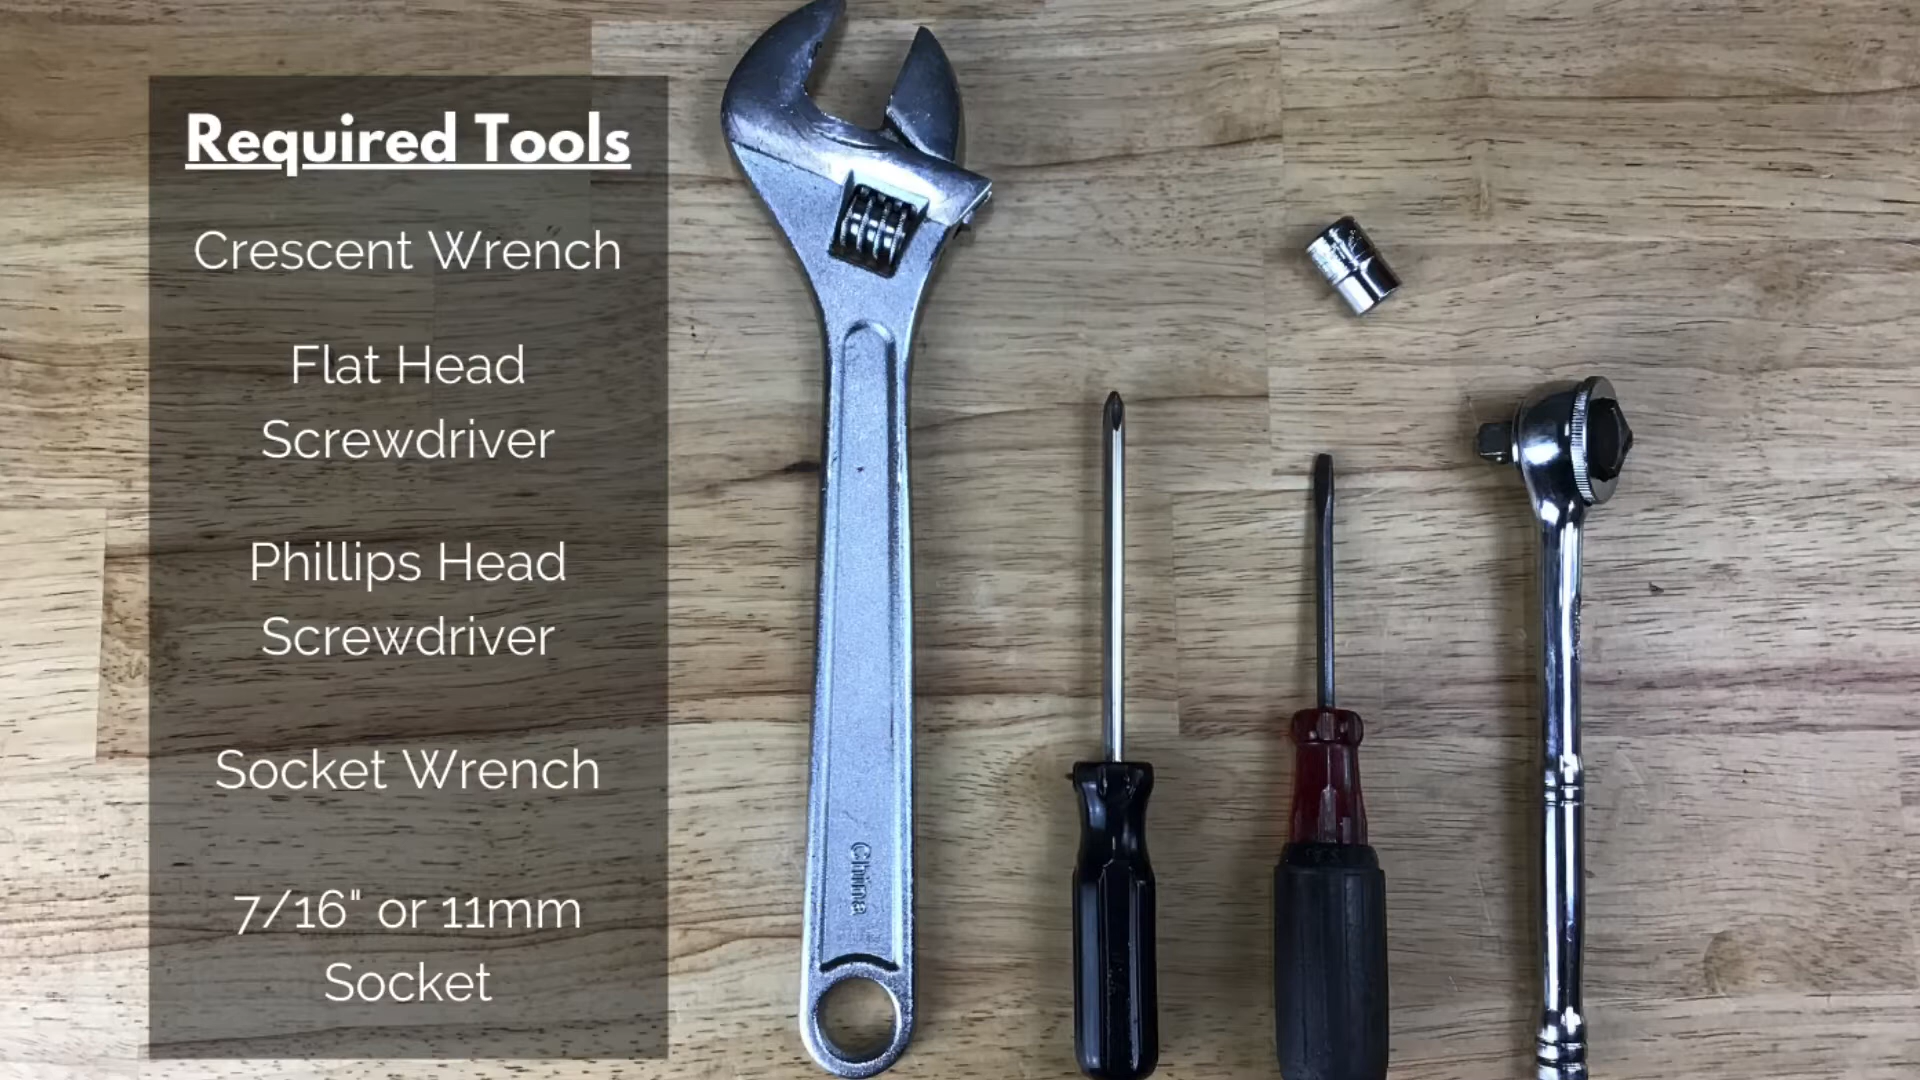 Required Tools
Crescent Wrench
Flat Head
Screwdriver
Phillips Head
Screwdriver
Socket Wrench
7/16" or 11mm
Socket
China